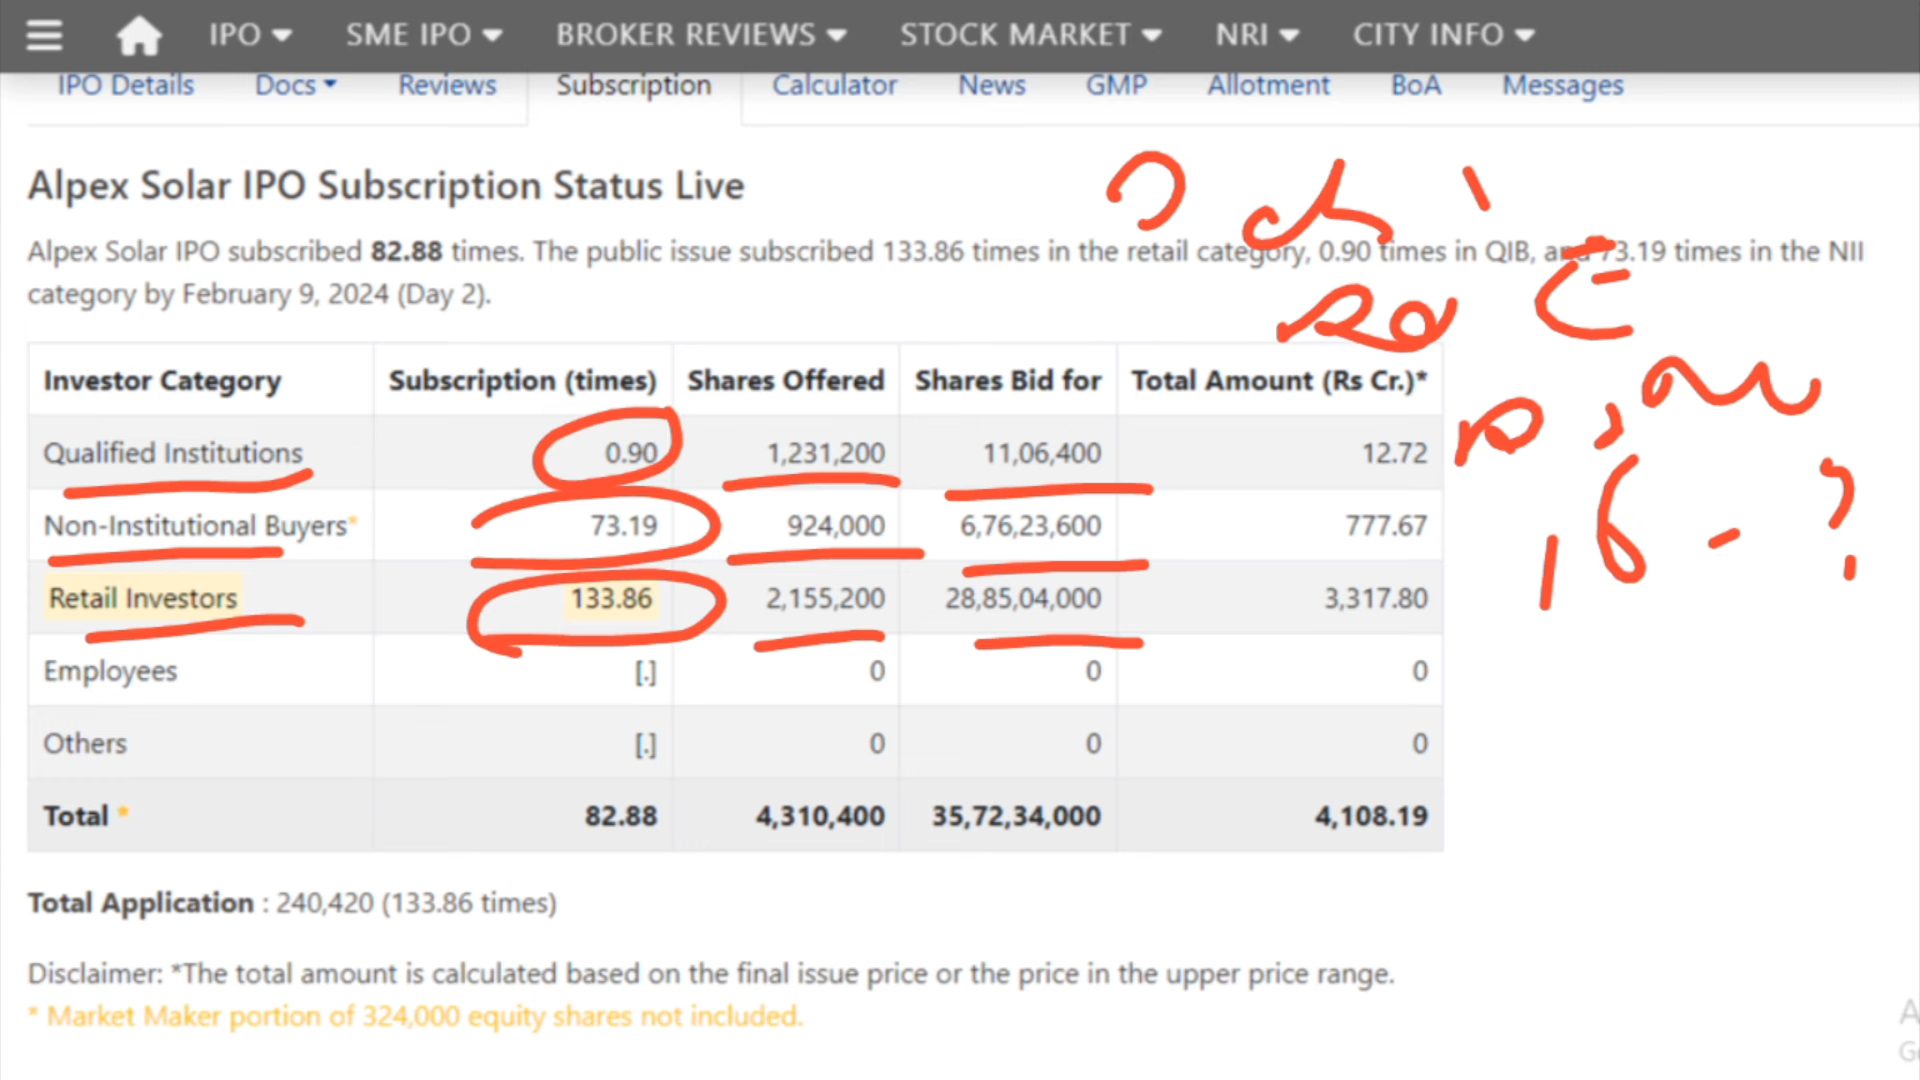 IPO SME IPO BROKER REVIEWS STOCK MARKET NRI CITY INFO
IPO Details Docs Reviews Subscription Calculator News GMP Allotment BoA Messages
Alpex Solar IPO Subscription Status Live
Alpex Solar IPO subscribed 82.88 times. The public issue subscribed 133.86 times in the retail category, 0.90 times in QIB, and 73.19 times in the NII
category by February 9, 2024 (Day 2).
Investor Category Subscription (times) Shares Offered Shares Bid for Total Amount (Rs Cr.)*
Qualified Institutions 0.90 1,231,200 11,06,400 12.72
Non-Institutional Buyers* 73.19 924,000 6,76,23,600 777.67
Retail Investors 133.86 2,155,200 28,85,04,000 3,317.80
Employees [.] 0 0 0
Others [.] 0 0 0
Total * 82.88 4,310,400 35,72,34,000 4,108.19
Total Application : 240,420 (133.86 times)
Disclaimer: *The total amount is calculated based on the final issue price or the price in the upper price range.
* Market Maker portion of 324,000 equity shares not included.